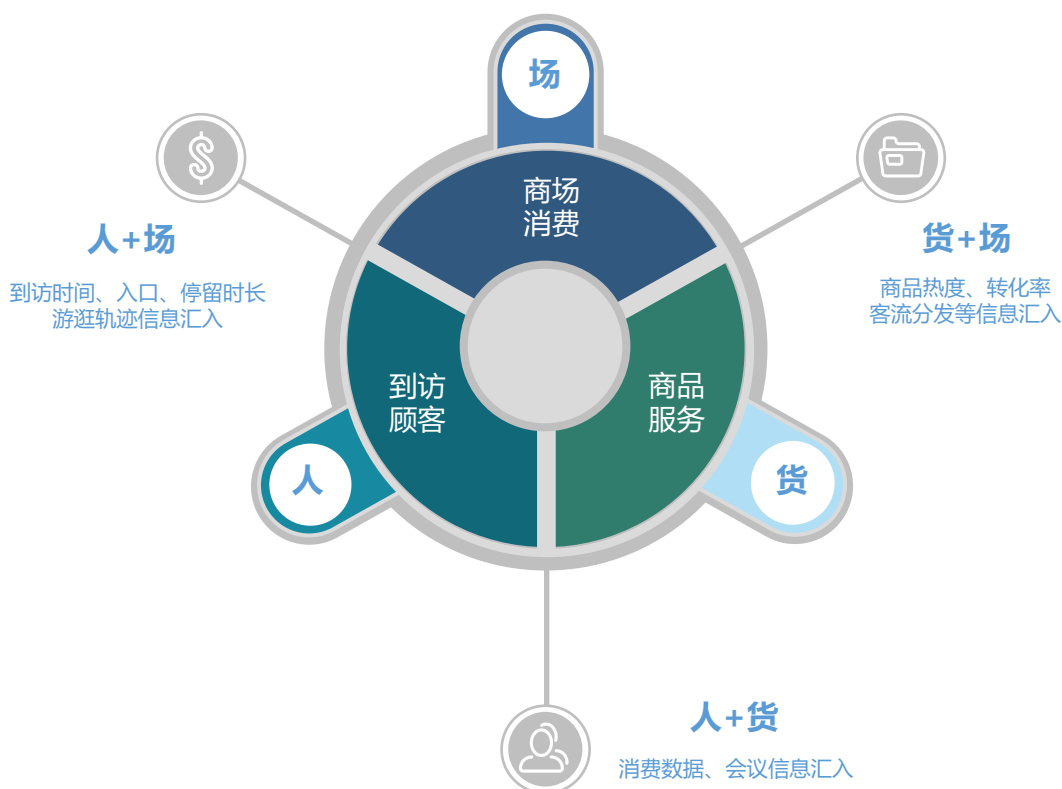 场
商场
消费
人+场
到访时间、入口、停留时长
游逛轨迹信息汇入
货+场
商品热度、转化率
客流分发等信息汇入
到访
顾客
商品
服务
人
货
人+货
消费数据、会议信息汇入